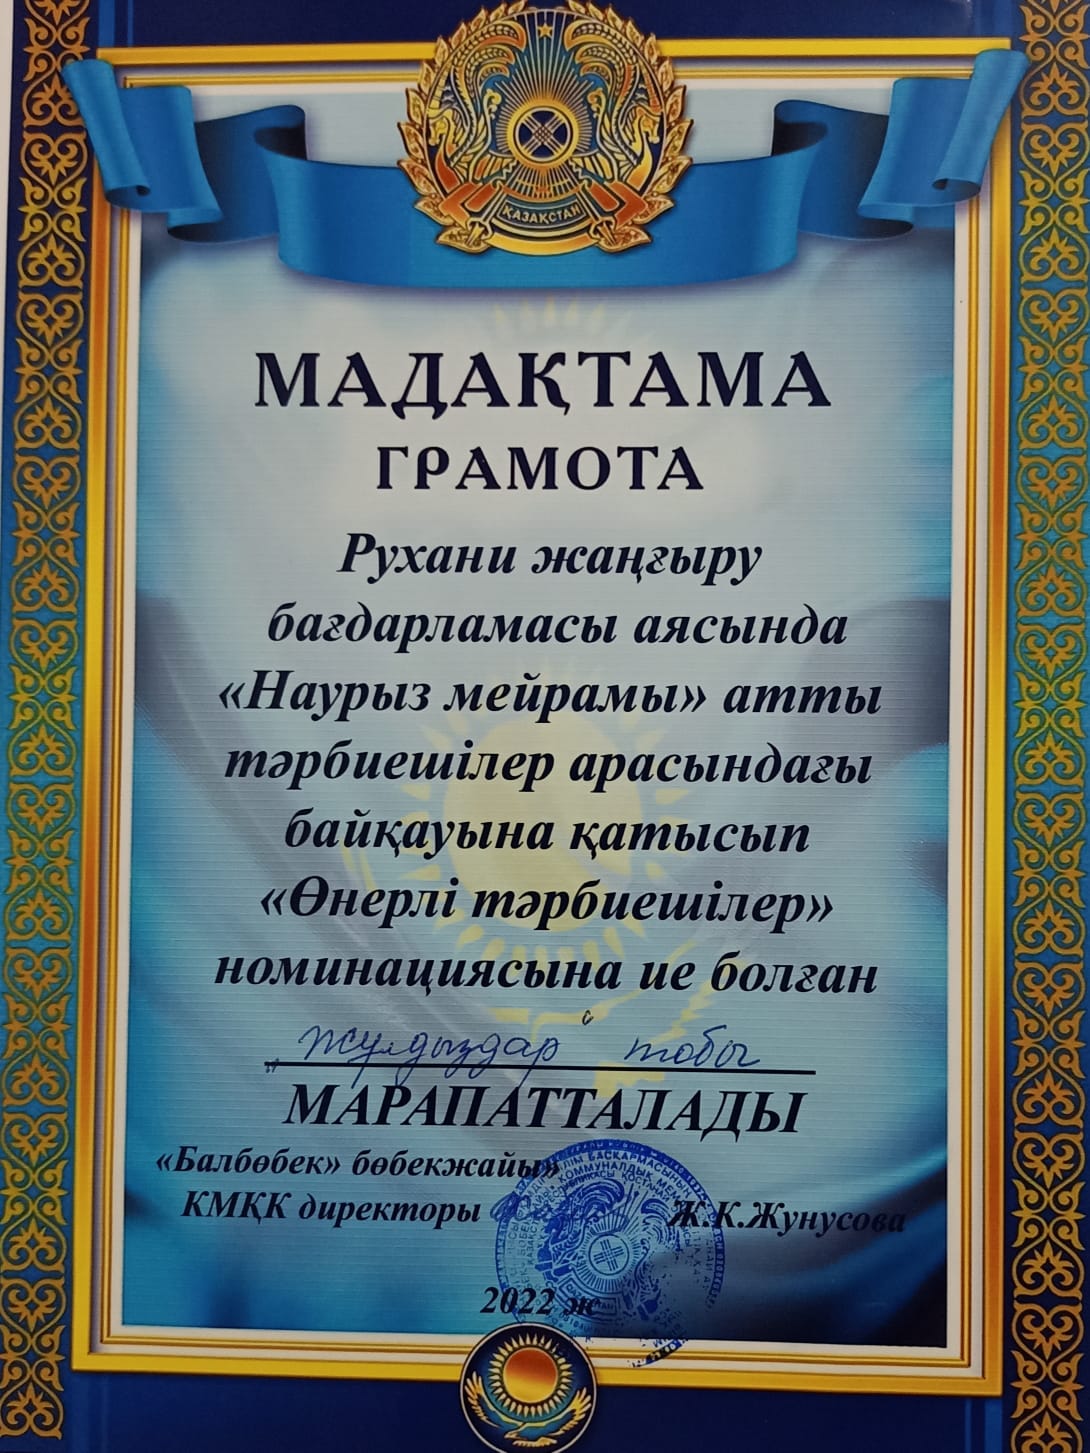 ҚАЗАҚСТАН
МАДАҚТАМА
ГРАМОТА
Рухани жаңғыру
бағдарламасы аясында
«Наурыз мейрамы» атты
тәрбиешілер арасындағы
байқауына қатысып
«Өнерлі тәрбиешілер»
номинациясына ие болған
Жұлдыздар тобы
МАРАПАТТАЛАДЫ
«Балбөбек» бөбекжайы»
КМҚК директоры Ж.К.Жунусова
2022 ж